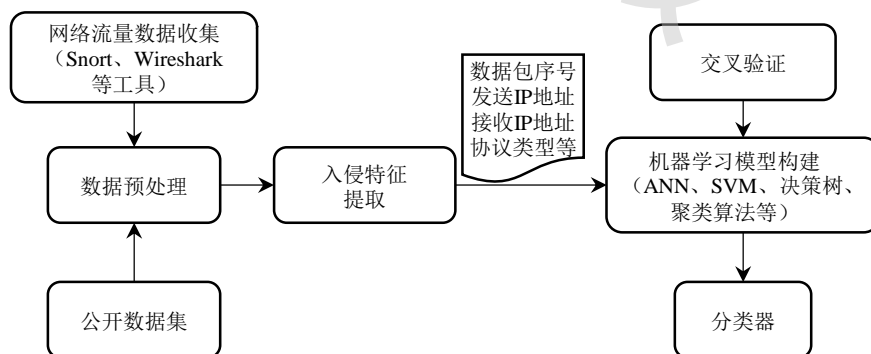 网络流量数据收集
（Snort、Wireshark
等工具）
数据包序号
发送IP地址
接收IP地址
协议类型等
交叉验证
数据预处理
入侵特征
提取
机器学习模型构建
（ANN、SVM、决策树、
聚类算法等）
公开数据集
分类器